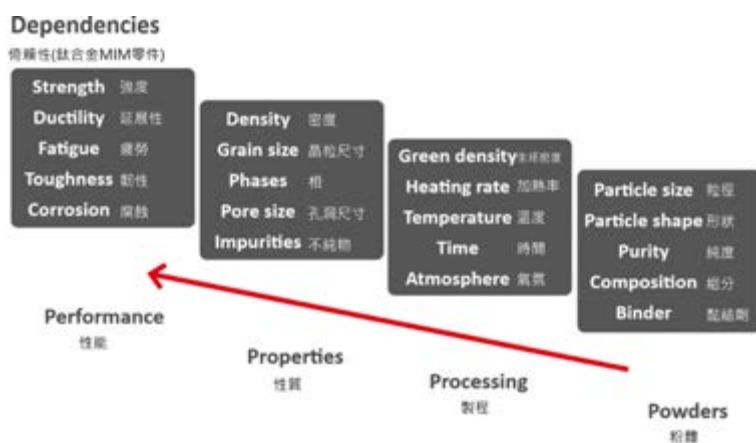 Dependencies
倚賴性(鈦合金MIM零件)
Strength 強度
Ductility 延展性
Fatigue 疲勞
Toughness 韌性
Corrosion 腐蝕
Density 密度
Grain size 晶粒尺寸
Phases 相
Pore size 孔洞尺寸
Impurities 不純物
Green density 生坯密度
Heating rate 加熱率
Temperature 溫度
Time 時間
Atmosphere 氣氛
Particle size 粒徑
Particle shape 形狀
Purity 純度
Composition 組分
Binder 黏結劑
Performance
性能
Properties
性質
Processing
製程
Powders
粉體